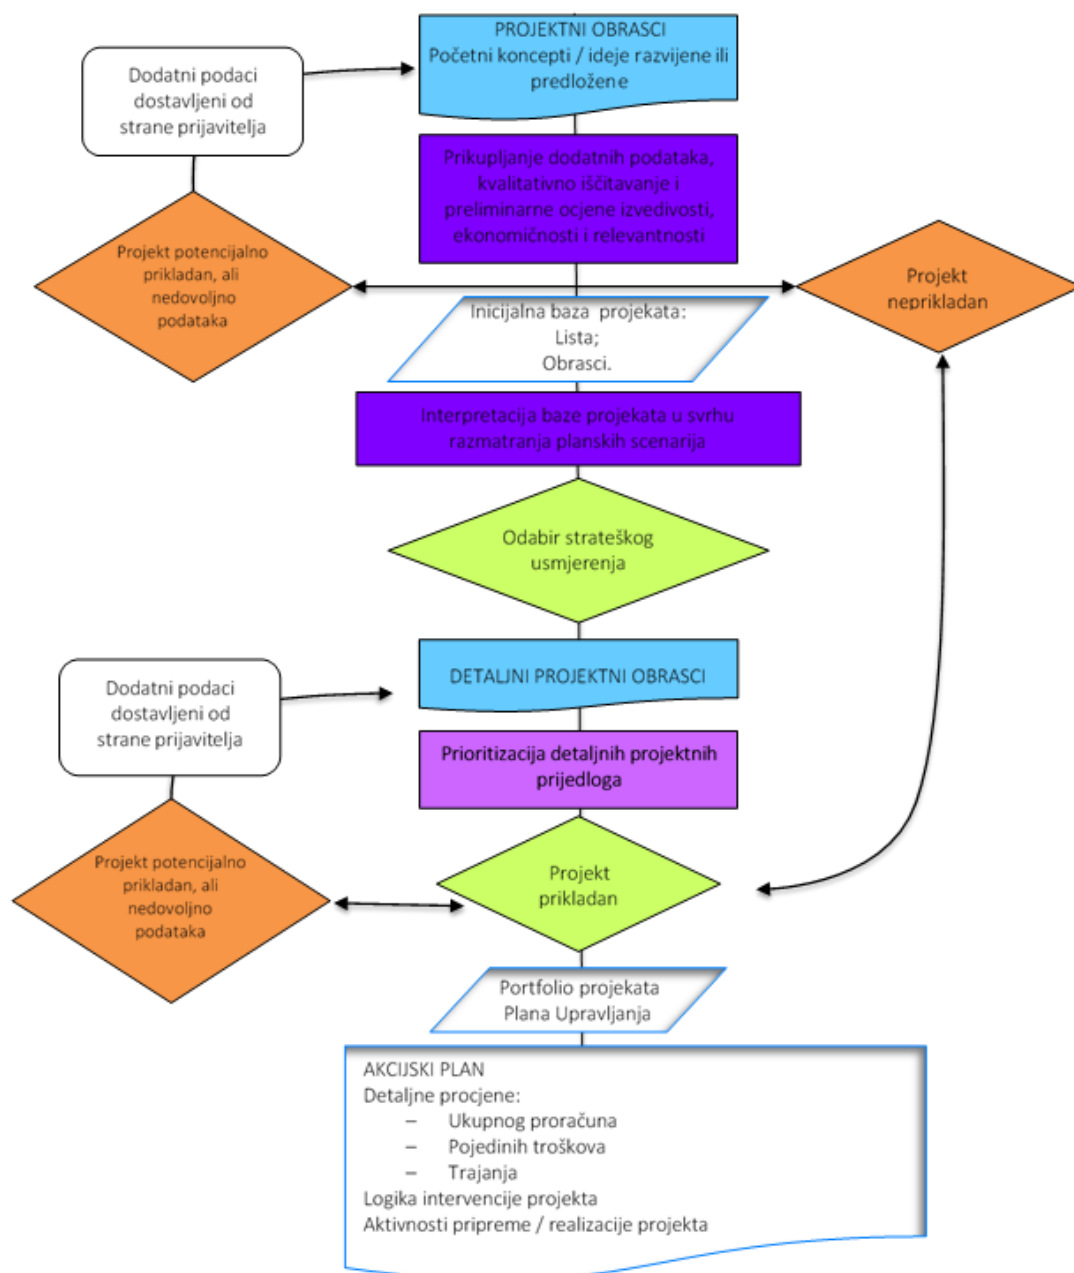 PROJEKTNI OBRASCI
Početni koncepti / ideje razvijene ili
predložene
Dodatni podaci
dostavljeni od
strane prijavitelja
Prikupljanje dodatnih podataka,
kvalitativno iščitavanje i
preliminarne ocjene izvedivosti,
ekonomičnosti i relevantnosti
Projekt potencijalno
prikladan, ali
nedovoljno
podataka
Projekt
neprikladan
Inicijalna baza projekata:
Lista;
Obrasci.
Interpretacija baze projekata u svrhu
razmatranja planskih scenarija
Odabir strateškog
usmjerenja
DETALJNI PROJEKTNI OBRASCI
Dodatni podaci
dostavljeni od
strane prijavitelja
Prioritizacija detaljnih projektnih
prijedloga
Projekt potencijalno
prikladan, ali
nedovoljno
podataka
Projekt
prikladan
Portfolio projekata
Plana Upravljanja
AKCIJSKI PLAN
Detaljne procjene:
– Ukupnog proračuna
– Pojedinih troškova
– Trajanja
Logika intervencije projekta
Aktivnosti pripreme / realizacije projekta